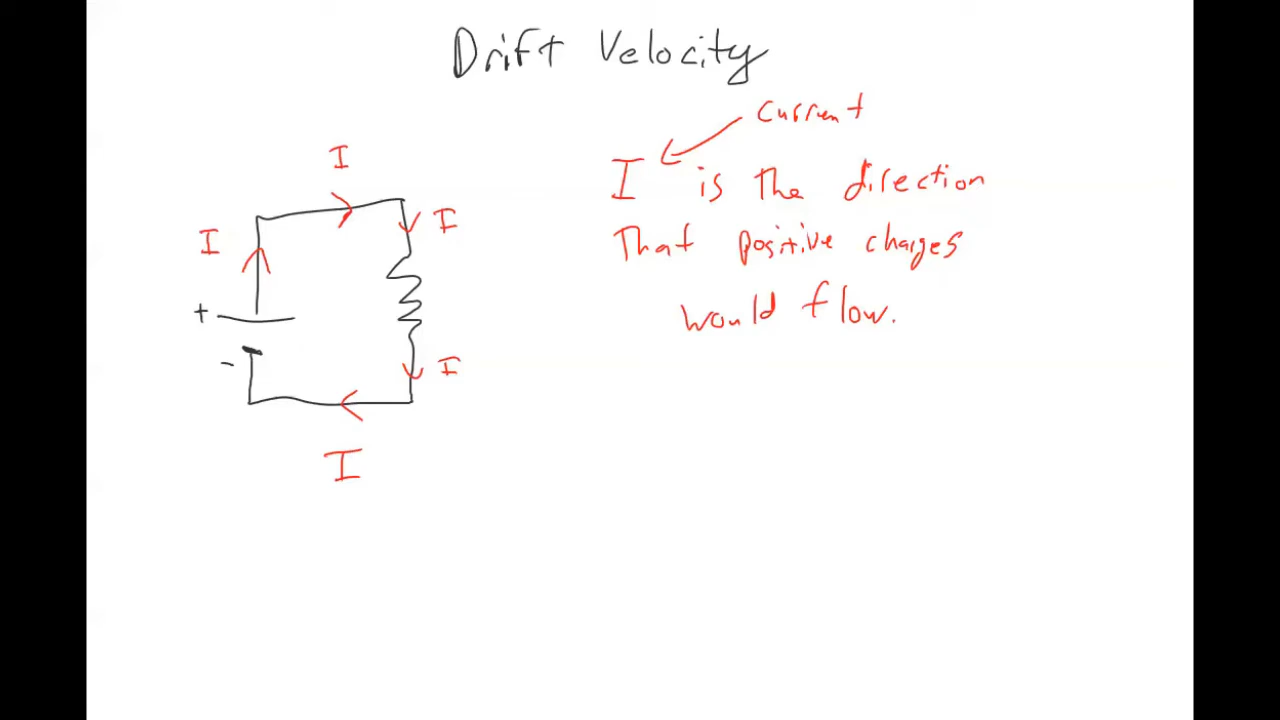 Drift Velocity
current
I is the direction
That positive charges
would flow.
I
I
I
+
-
I
I